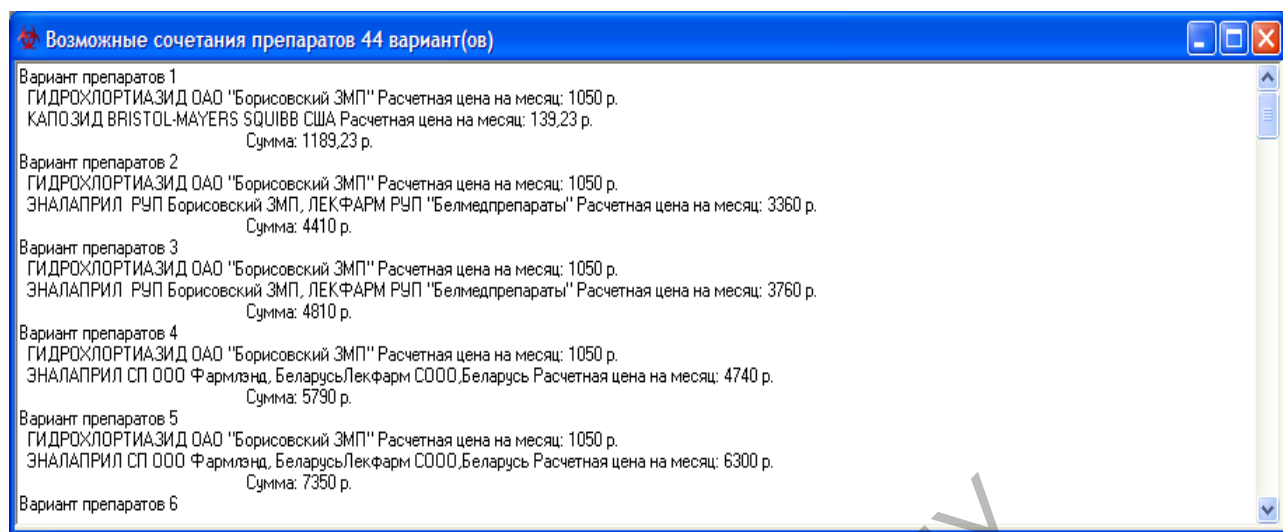 Возможные сочетания препаратов 44 вариант(ов)
Вариант препаратов 1
ГИДРОХЛОРТИАЗИД ОАО "Борисовский ЗМП" Расчетная цена на месяц: 1050 р.
КАПОЗИД BRISTOL-MAYERS SQUIBB США Расчетная цена на месяц: 139,23 р.
Сумма: 1189,23 р.
Вариант препаратов 2
ГИДРОХЛОРТИАЗИД ОАО "Борисовский ЗМП" Расчетная цена на месяц: 1050 р.
ЭНАЛАПРИЛ РУП Борисовский ЗМП, ЛЕКФАРМ РУП "Белмедпрепараты" Расчетная цена на месяц: 3360 р.
Сумма: 4410 р.
Вариант препаратов 3
ГИДРОХЛОРТИАЗИД ОАО "Борисовский ЗМП" Расчетная цена на месяц: 1050 р.
ЭНАЛАПРИЛ РУП Борисовский ЗМП, ЛЕКФАРМ РУП "Белмедпрепараты" Расчетная цена на месяц: 3760 р.
Сумма: 4810 р.
Вариант препаратов 4
ГИДРОХЛОРТИАЗИД ОАО "Борисовский ЗМП" Расчетная цена на месяц: 1050 р.
ЭНАЛАПРИЛ СП ООО Фармлэнд, БеларусьЛекфарм СООО,Беларусь Расчетная цена на месяц: 4740 р.
Сумма: 5790 р.
Вариант препаратов 5
ГИДРОХЛОРТИАЗИД ОАО "Борисовский ЗМП" Расчетная цена на месяц: 1050 р.
ЭНАЛАПРИЛ СП ООО Фармлэнд, БеларусьЛекфарм СООО,Беларусь Расчетная цена на месяц: 6300 р.
Сумма: 7350 р.
Вариант препаратов 6